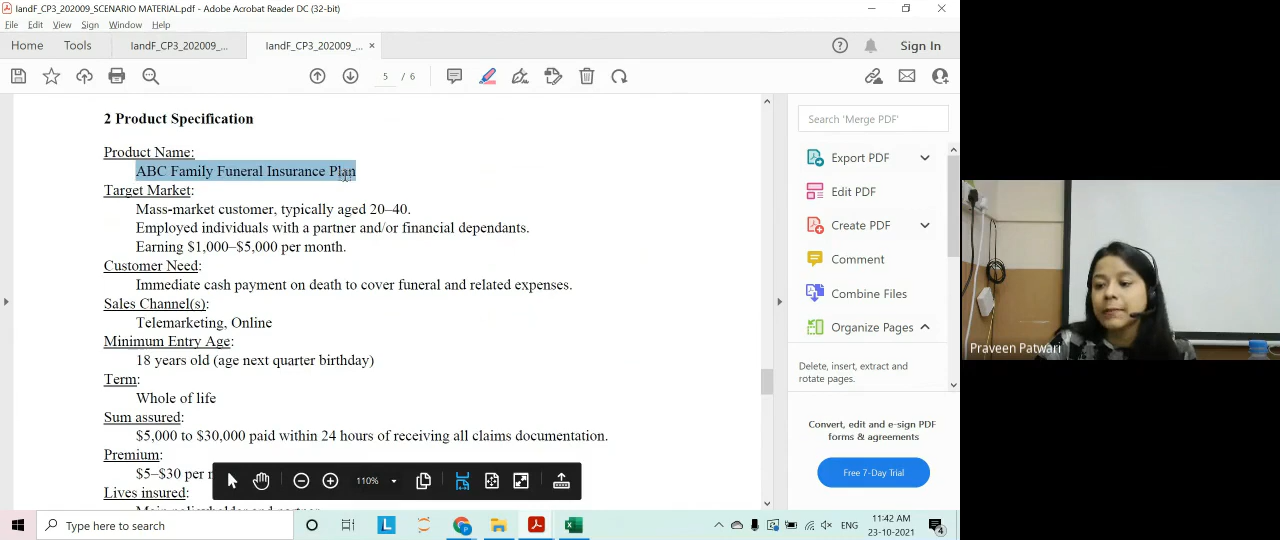 IandF_CP3_202009_SCENARIO MATERIAL.pdf - Adobe Acrobat Reader DC (32-bit)
File Edit View Sign Window Help
Home Tools IandF_CP3_202009_... IandF_CP3_202009_... × Sign In
5 / 6
2 Product Specification
Product Name:
ABC Family Funeral Insurance Plan
Target Market:
Mass-market customer, typically aged 20–40.
Employed individuals with a partner and/or financial dependants.
Earning $1,000–$5,000 per month.
Customer Need:
Immediate cash payment on death to cover funeral and related expenses.
Sales Channel(s):
Telemarketing, Online
Minimum Entry Age:
18 years old (age next quarter birthday)
Term:
Whole of life
Sum assured:
$5,000 to $30,000 paid within 24 hours of receiving all claims documentation.
Premium:
$5–$30 per
Lives insured:
Main policyholder and partner
110%
Search 'Merge PDF'
Export PDF
Edit PDF
Create PDF
Comment
Combine Files
Organize Pages
Delete, insert, extract and
rotate pages.
Convert, edit and e-sign PDF
forms & agreements
Free 7-Day Trial
Praveen Patwari
Type here to search
L
ENG
11:42 AM
23-10-2021
4